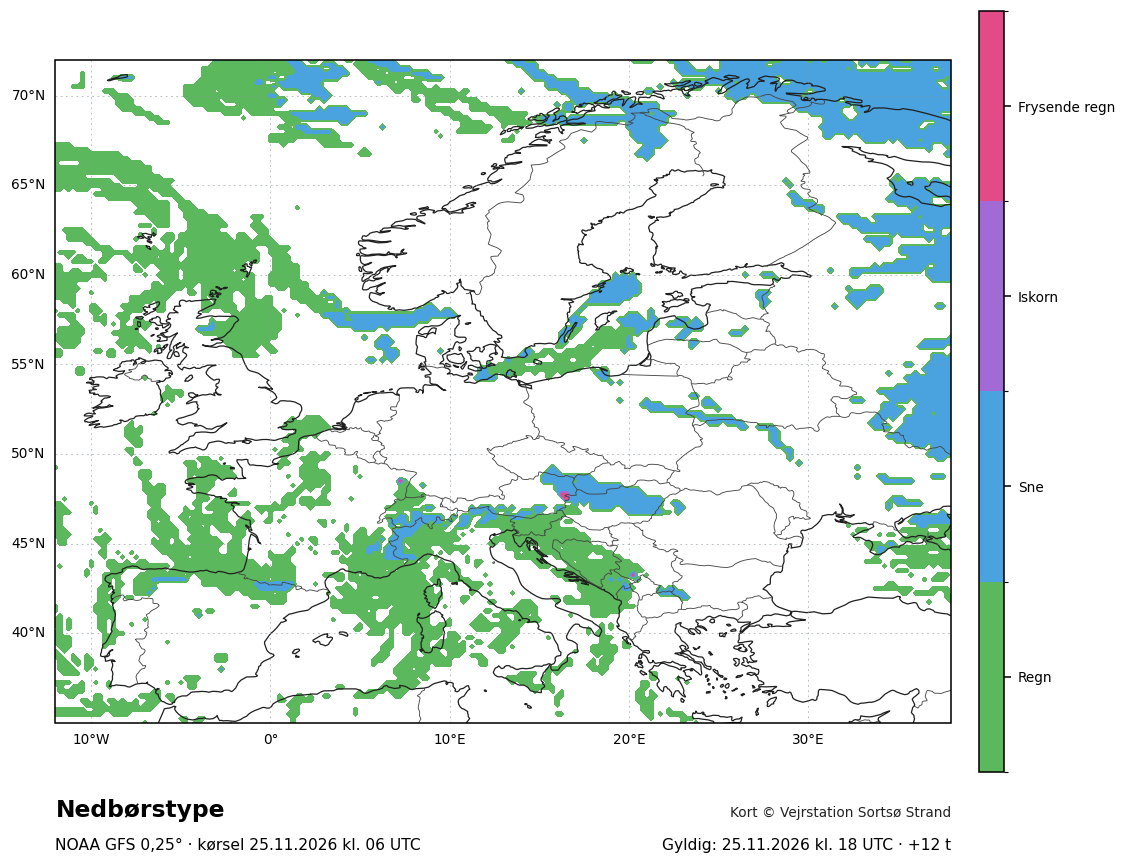 Frysende regn
Iskorn
Sne
Regn
70°N
65°N
60°N
55°N
50°N
45°N
40°N
10°W
0°
10°E
20°E
30°E
Nedbørstype
Kort © Vejrstation Sortsø Strand
NOAA GFS 0,25° · kørsel 25.11.2026 kl. 06 UTC
Gyldig: 25.11.2026 kl. 18 UTC · +12 t